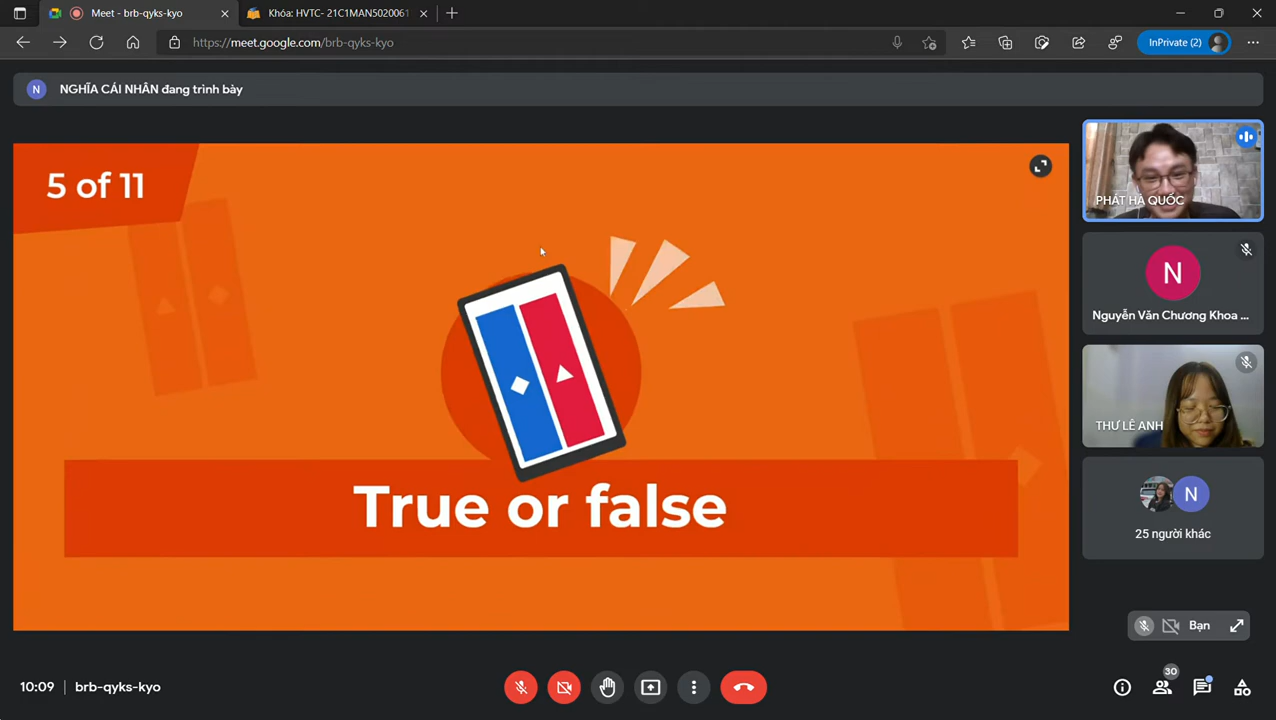 Meet - brb-qyks-kyo
Khóa: HVTC- 21C1MAN5020061
https://meet.google.com/brb-qyks-kyo
InPrivate (2)
N
NGHĨA CÁI NHÂN đang trình bày
5 of 11
True or false
PHÁT HÀ QUỐC
N
Nguyễn Văn Chương Khoa ...
THƯ LÊ ANH
N
25 người khác
Bạn
10:09 | brb-qyks-kyo
30